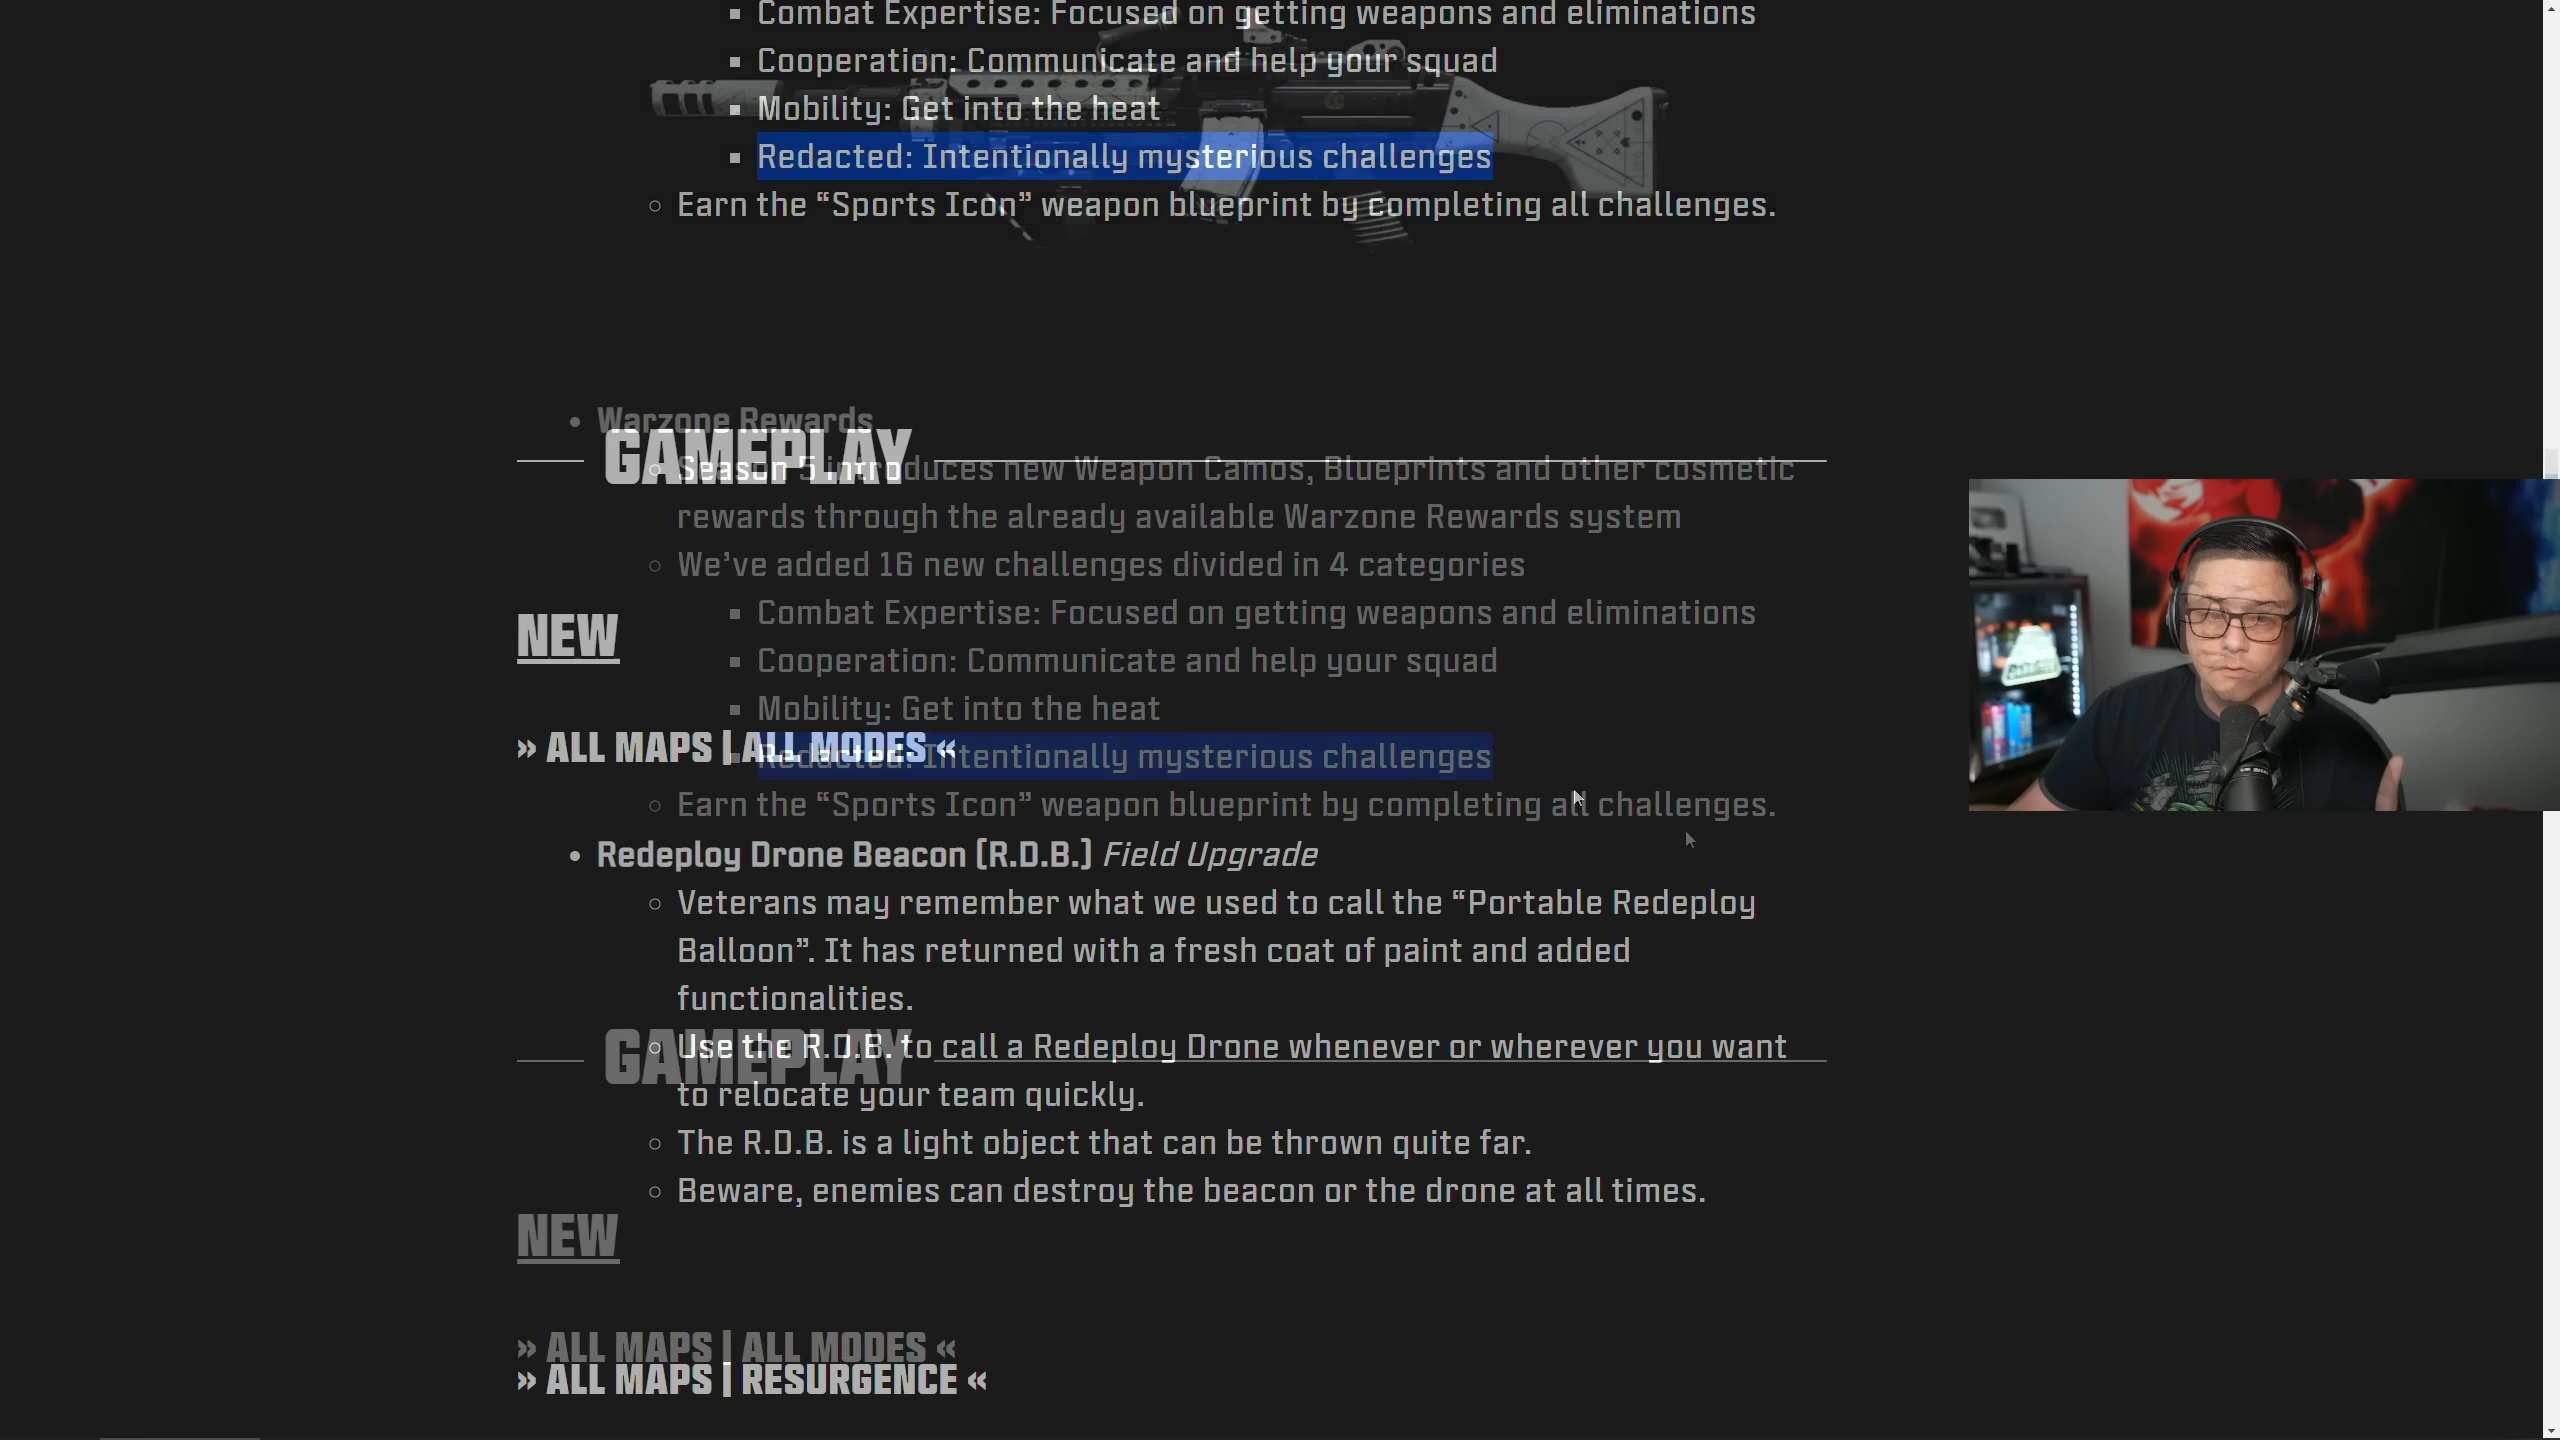 Combat Expertise: Focused on getting weapons and eliminations
Cooperation: Communicate and help your squad
Mobility: Get into the heat
Redacted: Intentionally mysterious challenges
Earn the “Sports Icon” weapon blueprint by completing all challenges.
Warzone Rewards
GAMEPLAY
Season 5 introduces new Weapon Camos, Blueprints and other cosmetic
rewards through the already available Warzone Rewards system
We’ve added 16 new challenges divided in 4 categories
Combat Expertise: Focused on getting weapons and eliminations
NEW
Cooperation: Communicate and help your squad
Mobility: Get into the heat
» ALL MAPS | ALL MODES «
Redacted: Intentionally mysterious challenges
Earn the “Sports Icon” weapon blueprint by completing all challenges.
Redeploy Drone Beacon (R.D.B.) Field Upgrade
Veterans may remember what we used to call the “Portable Redeploy
Balloon”. It has returned with a fresh coat of paint and added
functionalities.
Use the R.D.B. to call a Redeploy Drone whenever or wherever you want
GAMEPLAY
to relocate your team quickly.
The R.D.B. is a light object that can be thrown quite far.
Beware, enemies can destroy the beacon or the drone at all times.
NEW
» ALL MAPS | ALL MODES «
» ALL MAPS | RESURGENCE «